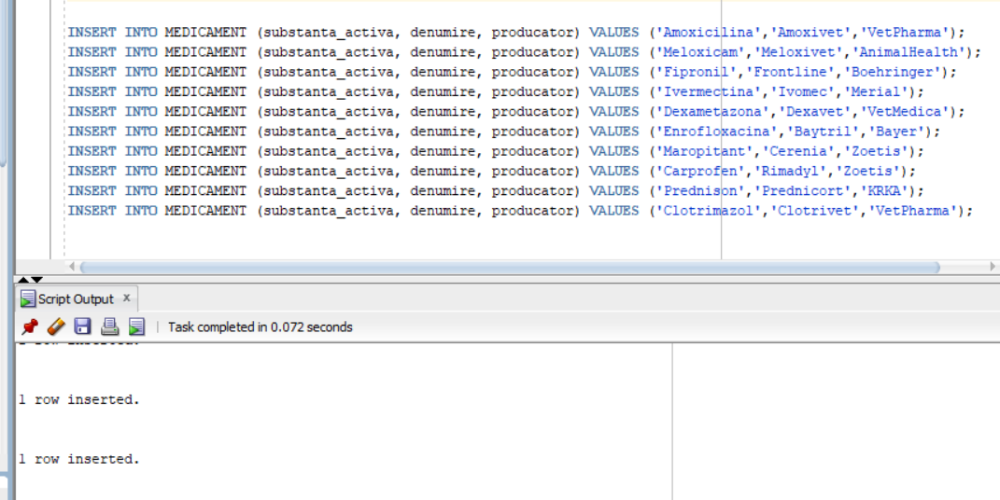 INSERT INTO MEDICAMENT (substanta_activa, denumire, producator) VALUES ('Amoxicilina','Amoxivet','VetPharma');
INSERT INTO MEDICAMENT (substanta_activa, denumire, producator) VALUES ('Meloxicam','Meloxivet','AnimalHealth');
INSERT INTO MEDICAMENT (substanta_activa, denumire, producator) VALUES ('Fipronil','Frontline','Boehringer');
INSERT INTO MEDICAMENT (substanta_activa, denumire, producator) VALUES ('Ivermectina','Ivomec','Merial');
INSERT INTO MEDICAMENT (substanta_activa, denumire, producator) VALUES ('Dexametazona','Dexavet','VetMedica');
INSERT INTO MEDICAMENT (substanta_activa, denumire, producator) VALUES ('Enrofloxacina','Baytril','Bayer');
INSERT INTO MEDICAMENT (substanta_activa, denumire, producator) VALUES ('Maropitant','Cerenia','Zoetis');
INSERT INTO MEDICAMENT (substanta_activa, denumire, producator) VALUES ('Carprofen','Rimadyl','Zoetis');
INSERT INTO MEDICAMENT (substanta_activa, denumire, producator) VALUES ('Prednison','Prednicort','KRKA');
INSERT INTO MEDICAMENT (substanta_activa, denumire, producator) VALUES ('Clotrimazol','Clotrivet','VetPharma');
Script Output x
Task completed in 0.072 seconds
1 row inserted.
1 row inserted.